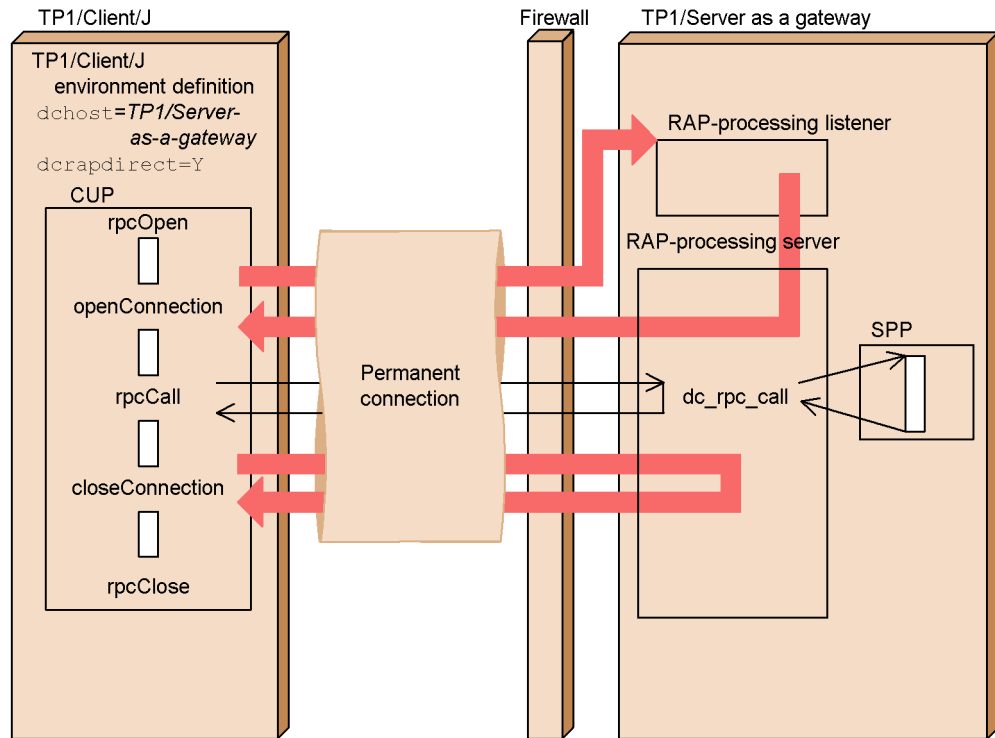 TP1/Client/J
Firewall
TP1/Server as a gateway
TP1/Client/J
environment definition
dchost=TP1/Server-
as-a-gateway
dcrapdirect=Y
CUP
rpcOpen
openConnection
rpcCall
closeConnection
rpcClose
Permanent
connection
RAP-processing listener
RAP-processing server
dc_rpc_call
SPP